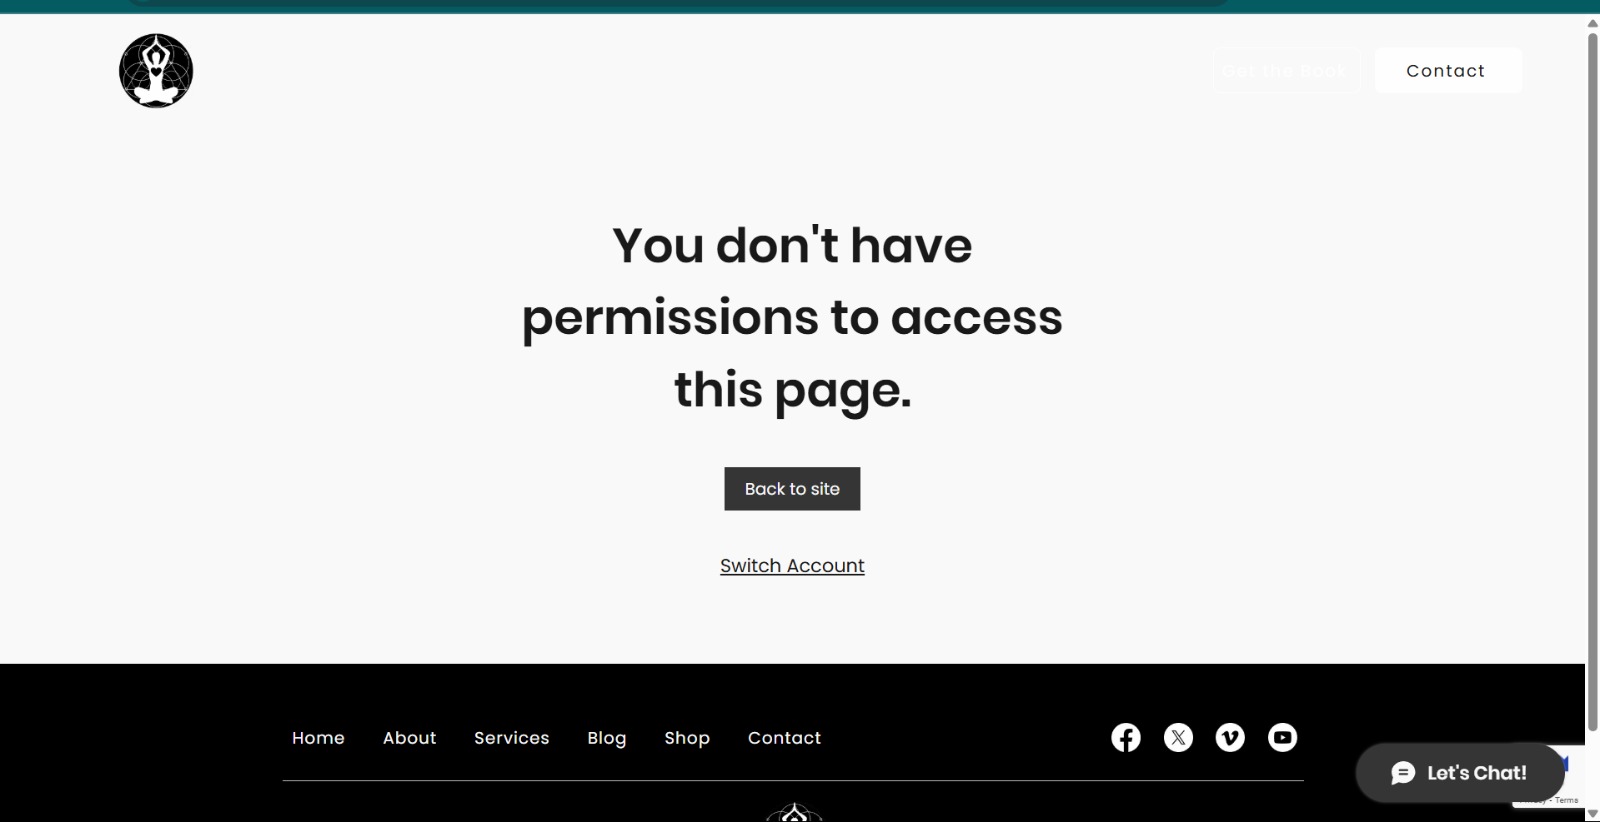 Get the Book
Contact
You don't have
permissions to access
this page.
Back to site
Switch Account
Home About Services Blog Shop Contact
Let's Chat!
- Terms